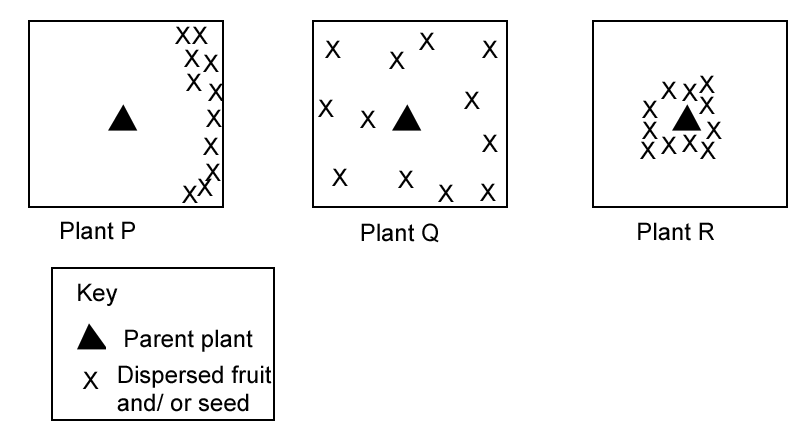 Plant P
Plant Q
Plant R
Key
Parent plant
X Dispersed fruit
and/ or seed